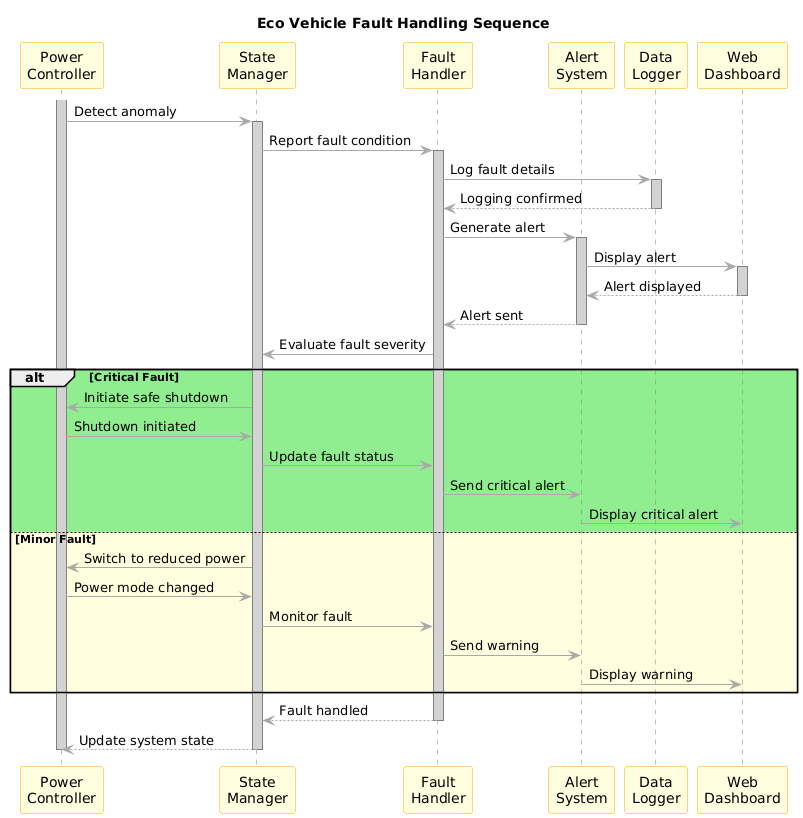 Eco Vehicle Fault Handling Sequence
Power
Controller
State
Manager
Fault
Handler
Alert
System
Data
Logger
Web
Dashboard
Detect anomaly
Report fault condition
Log fault details
Logging confirmed
Generate alert
Display alert
Alert displayed
Alert sent
Evaluate fault severity
alt [Critical Fault]
Initiate safe shutdown
Shutdown initiated
Update fault status
Send critical alert
Display critical alert
[Minor Fault]
Switch to reduced power
Power mode changed
Monitor fault
Send warning
Display warning
Fault handled
Update system state
Power
Controller
State
Manager
Fault
Handler
Alert
System
Data
Logger
Web
Dashboard